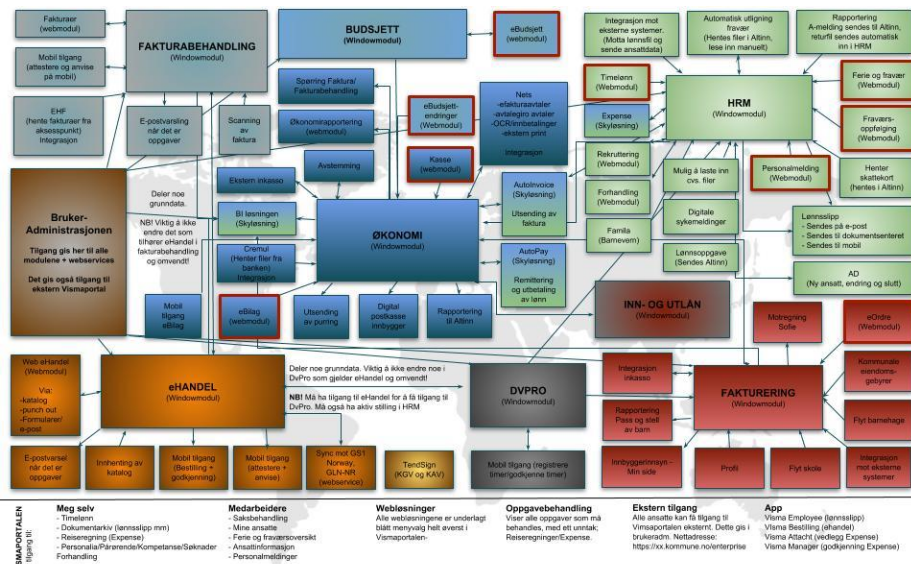 Fakturaer
(webmodul)
Mobil tilgang
(attestere og anvise
på mobil)
EHF
(hente fakturaer fra
aksesspunkt)
Integrasjon
FAKTURABEHANDLING
(Windowmodul)
E-postvarsling
når det er
oppgaver
Scanning
av
faktura
BUDSJETT
(Windowmodul)
eBudsjett
(webmodul)
Spørring Faktura/
Fakturabehandling
Økonomirapportering
(webmodul)
eBudsjett-
endringer
(Webmodul)
Kasse
(webmodul)
Nets
-efakturaavtaler
-avtalegiro avtaler
-OCR/innbetalinger
-ekstern print
Integrasjon
Integrasjon mot
eksterne systemer.
(Motta lønnsfil og
sende ansattdata)
Automatisk utligning
fravær
(Hentes filer i Altinn,
lese inn manuelt)
Rapportering
A-melding sendes til Altinn,
returfil sendes automatisk
inn i HRM
Timelønn
(Webmodul)
Expense
(Skyløsning)
Rekruttering
(Webmodul)
Forhandling
(Webmodul)
Famila
(Barnevern)
HRM
(Windowmodul)
Ferie og fravær
(Webmodul)
Fraværs-
oppføiging
(Webmodul)
Henter
skattekort
(hentes i Altinn)
Mulig å laste inn
cvs. filer
Personalmelding
(Webmodul)
Digitale
sykemeldinger
Lønnsoppgave
(Sendes Altinn)
Lønnsslipp
- Sendes på e-post
- Sendes til dokumentsenteret
- Sendes til mobil
AD
(Ny ansatt, endring og slutt)
Bruker-
Administrasjonen
Tilgang gis her til alle
modulene + webservices
Det gis også tilgang til
ekstern Vismaportal
Deler noe
grunndata.
NB! Viktig å ikke
endre det som
tilhører eHandel i
fakturabehandling
og omvendt!
Avstemming
Ekstern inkasso
BI løsningen
(Skyløsning)
Cremul
(Henter filer fra
banken)
Integrasjon
ØKONOMI
(Windowmodul)
AutoInvoice
(Skyløsning)
Utsending av
faktura
AutoPay
(Skyløsning)
Remittering og
utbetaling av lønn
Mobil
tilgang
eBilag
eBilag
(webmodul)
Utsending
av purring
Digital
postkasse
innbygger
Rapportering
til Altinn
INN- OG UTLÅN
(Windowmodul)
Web eHandel
(Webmodul)
Via:
-katalog
-punch out
-Formularer/
e-post
eHANDEL
(Windowmodul)
Deler noe grunndata. Viktig å ikke endre noe i
DvPro som gjelder eHandel og omvendt!
NB! Må ha tilgang til eHandel for å få tilgang til
DvPro. Må også ha aktiv stilling i HRM
DVPRO
(Windowmodul)
Motregning
Sofie
eOrdre
(Webmodul)
Integrasjon
inkasso
FAKTURERING
(Windowmodul)
Kommunale
eiendoms-
gebyrer
Rapportering
Pass og stell
av barn
Flyt barnehage
Innbyggerinnsyn –
Min side
Profil
Flyt skole
Integrasjon
mot eksterne
systemer
E-postvarsel
når det er
oppgaver
Innhenting av
katalog
Mobil tilgang
(Bestilling +
godkjenning)
Mobil tilgang
(attestere +
anvise)
Sync mot GS1
Norway,
GLN-NR
(webservice)
TendSign
(KGV og KAV)
Mobil tilgang (registrere
timer/godkjenne timer)
SMAPORTALEN
tilgang til:
Meg selv
- Timelønn
- Dokumentarkiv (lønnsslipp mm)
- Reiseregning (Expense)
- Personalia/Pårørende/Kompetanse/Søknader
Forhandling
Medarbeidere
- Saksbehandling
- Mine ansatte
- Ferie og fraværsoversikt
- Ansattinformasjon
- Personalmeldinger
Webløsninger
Alle webløsningene er underlagt
blått menyvalg helt øverst i
Vismaportalen-
Oppgavebehandling
Viser alle oppgaver som må
behandles, med ett unntak;
Reiseregninger/Expense.
Ekstern tilgang
Alle ansatte kan få tilgang til
Vimsaportalen eksternt. Dette gis i
brukeradm. Nettadresse:
https://xx.kommune.no/enterprise
App
Visma Employee (lønnsslipp)
Visma Bestilling (ehandel)
Visma Attacht (vedlegg Expense)
Visma Manager (godkjenning Expense)